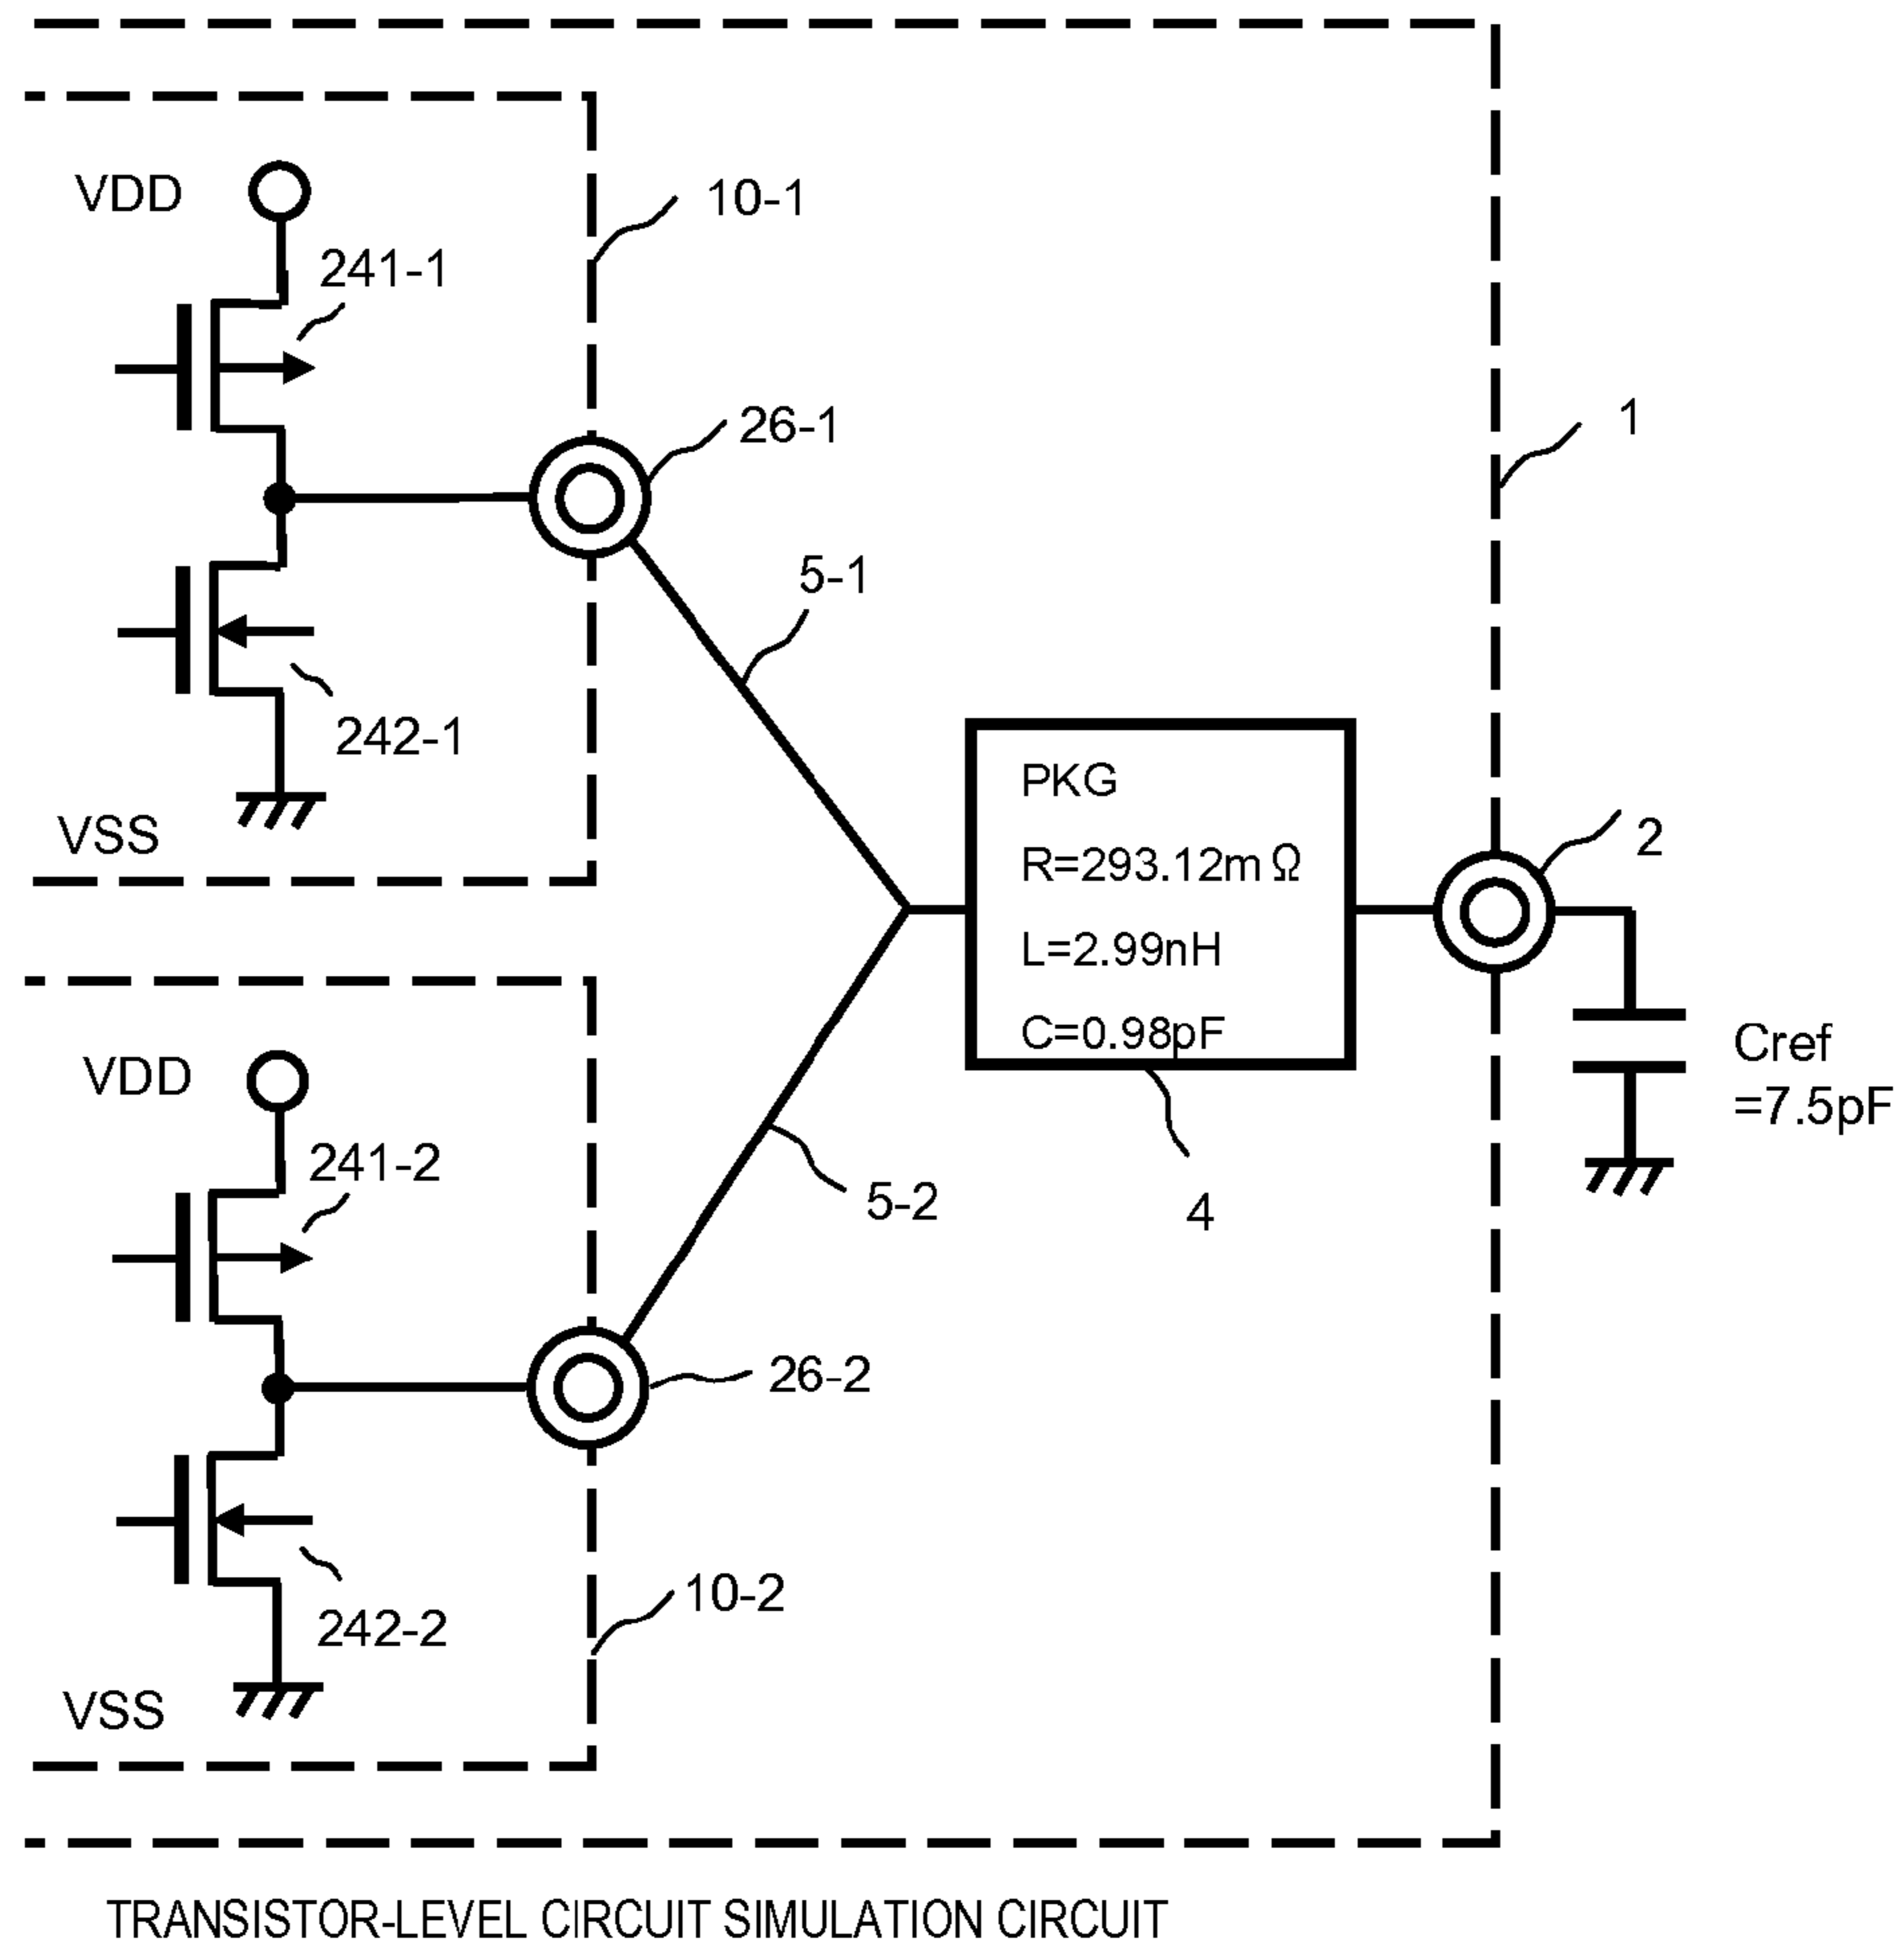 VDD
10-1
241-1
26-1
1
5-1
242-1
PKG
VSS
2
R=293.12mΩ
L=2.99nH
C=0.98pF
Cref
=7.5pF
VDD
241-2
5-2
4
26-2
10-2
242-2
VSS
TRANSISTOR-LEVEL CIRCUIT SIMULATION CIRCUIT